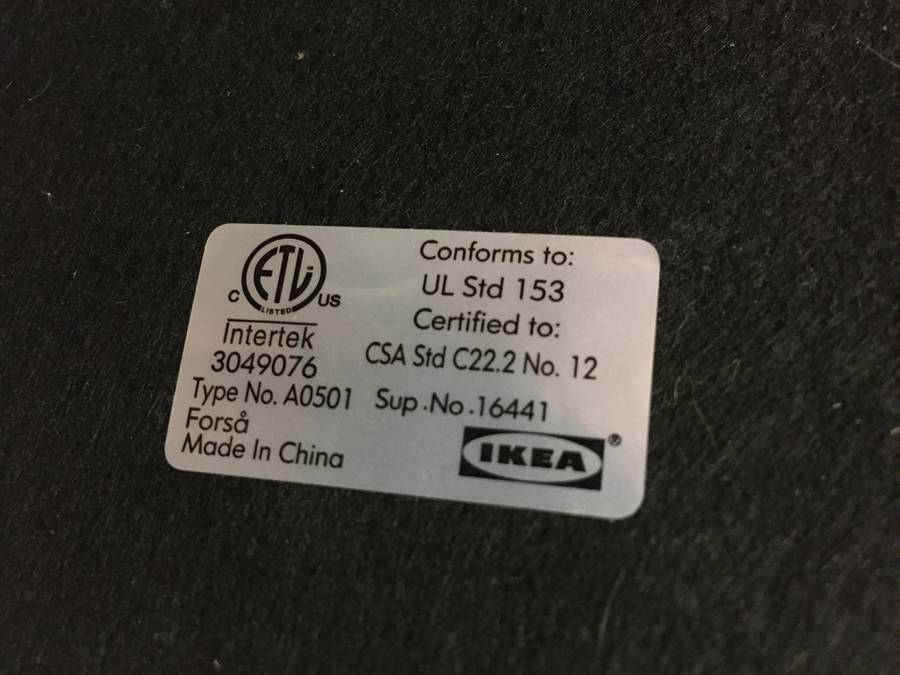 C ETL LISTED US
Intertek
3049076
Conforms to:
UL Std 153
Certified to:
CSA Std C22.2 No. 12
Type No. A0501 Sup.No.16441
Forså
Made In China
IKEA®